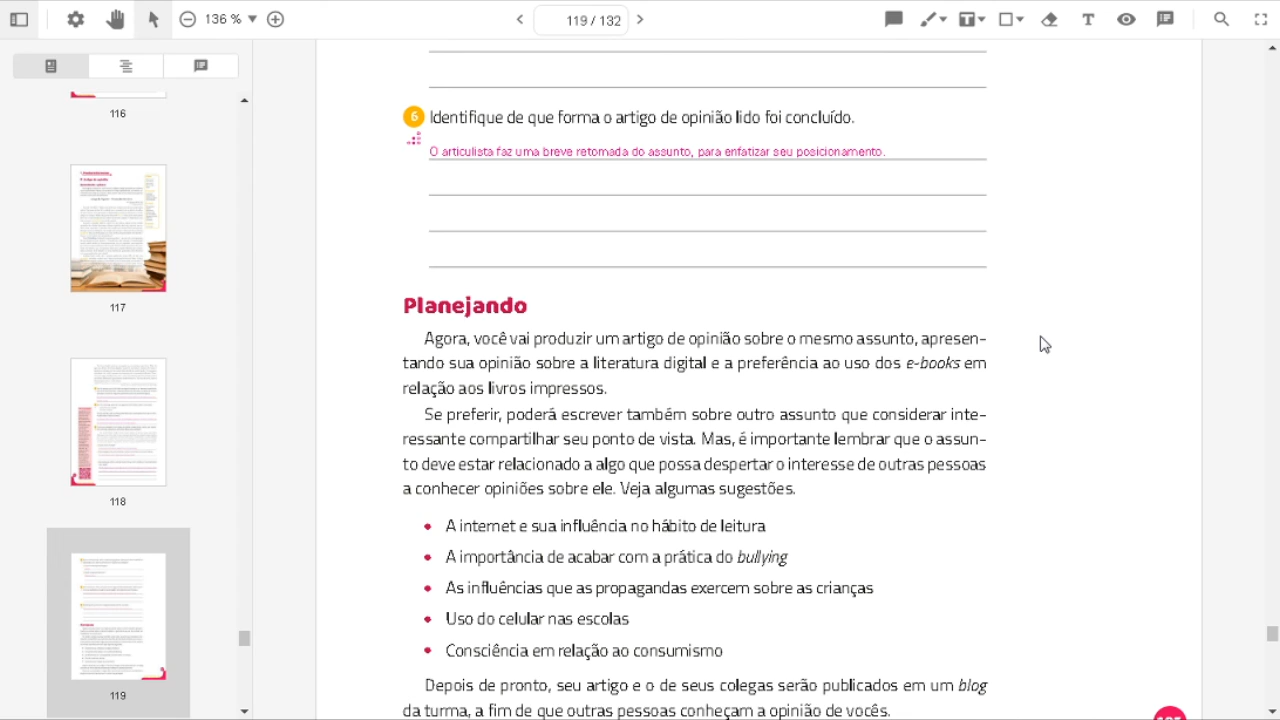 136 %
119 / 132
116
117
118
119
6 Identifique de que forma o artigo de opinião lido foi concluído.
O articulista faz uma breve retomada do assunto, para enfatizar seu posicionamento.
Planejando
Agora, você vai produzir um artigo de opinião sobre o mesmo assunto, apresen-
tando sua opinião sobre a literatura digital e a preferência ao uso dos e-books em
relação aos livros impressos.
Se preferir, poderá escrever também sobre outro assunto que considerar inte-
ressante compartilhar seu ponto de vista. Mas, é importante lembrar que o assun-
to deva estar relacionado a algo que possa despertar o interesse de outras pessoas
a conhecer opiniões sobre ele. Veja algumas sugestões.
• A internet e sua influência no hábito de leitura
• A importância de acabar com a prática do bullying
• As influências que as propagandas exercem sobre as crianças
• Uso do celular nas escolas
• Consciência em relação ao consumismo
Depois de pronto, seu artigo e o de seus colegas serão publicados em um blog
da turma, a fim de que outras pessoas conheçam a opinião de vocês.